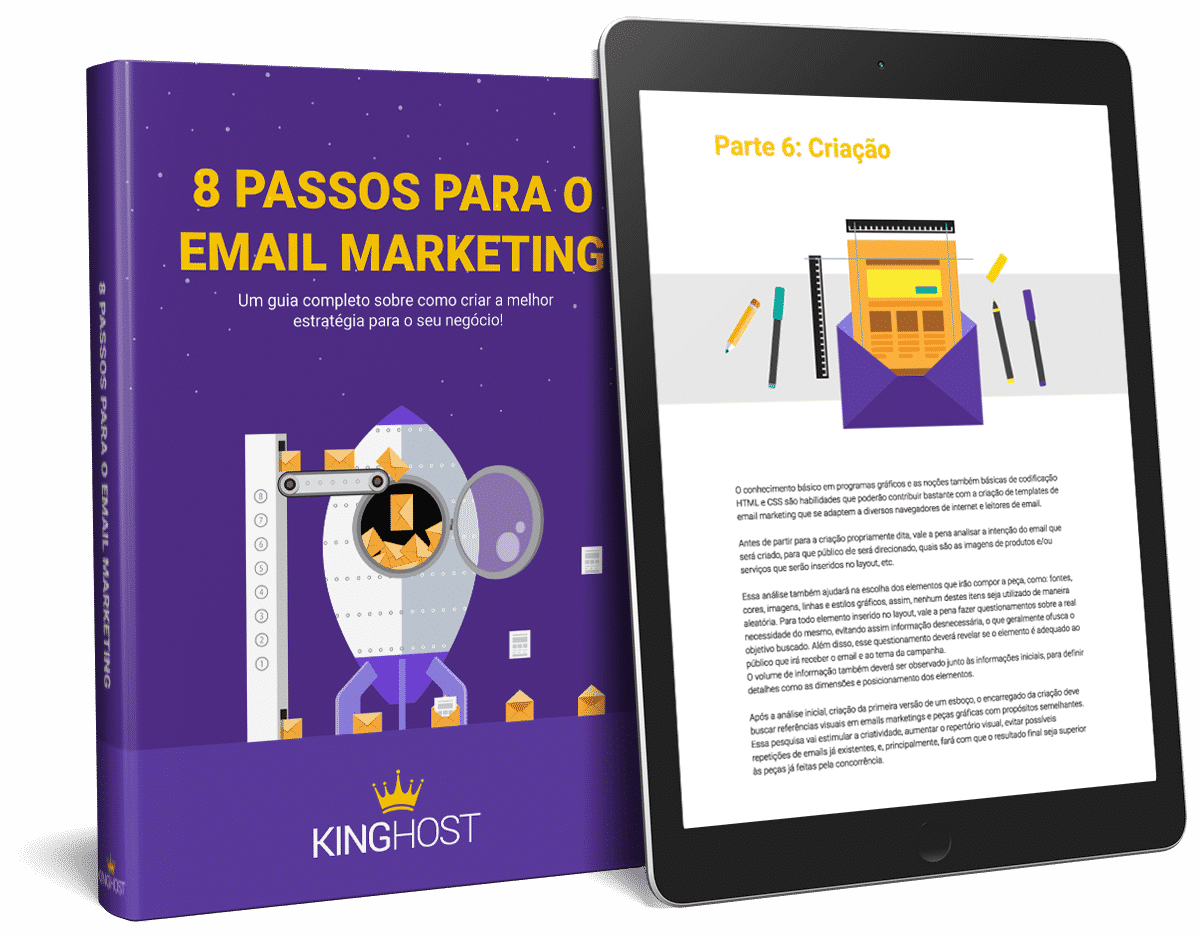 8 PASSOS PARA O
EMAIL MARKETING
Um guia completo sobre como criar a melhor
estratégia para o seu negócio!
8
7
6
5
4
3
2
1
KINGHOST
8 PASSOS PARA O EMAIL MARKETING
KINGHOST
Parte 6: Criação
O conhecimento básico em programas gráficos e as noções também básicas de codificação
HTML e CSS são habilidades que poderão contribuir bastante com a criação de templates de
email marketing que se adaptem a diversos navegadores de internet e leitores de email.
Antes de partir para a criação propriamente dita, vale a pena analisar a intenção do email que
será criado, para que público ele será direcionado, quais são as imagens de produtos e/ou
serviços que serão inseridos no layout, etc.
Essa análise também ajudará na escolha dos elementos que irão compor a peça, como: fontes,
cores, imagens, linhas e estilos gráficos, assim, nenhum destes itens seja utilizado de maneira
aleatória. Para todo elemento inserido no layout, vale a pena fazer questionamentos sobre a real
necessidade do mesmo, evitando assim informação desnecessária, o que geralmente ofusca o
objetivo buscado. Além disso, esse questionamento deverá revelar se o elemento é adequado ao
público que irá receber o email e ao tema da campanha.
O volume de informação também deverá ser observado junto às informações iniciais, para definir
detalhes como as dimensões e posicionamento dos elementos.
Após a análise inicial, criação da primeira versão de um esboço, o encarregado da criação deve
buscar referências visuais em emails marketings e peças gráficas com propósitos semelhantes.
Essa pesquisa vai estimular a criatividade, aumentar o repertório visual, evitar possíveis
repetições de emails já existentes, e, principalmente, fará com que o resultado final seja superior
às peças já feitas pela concorrência.